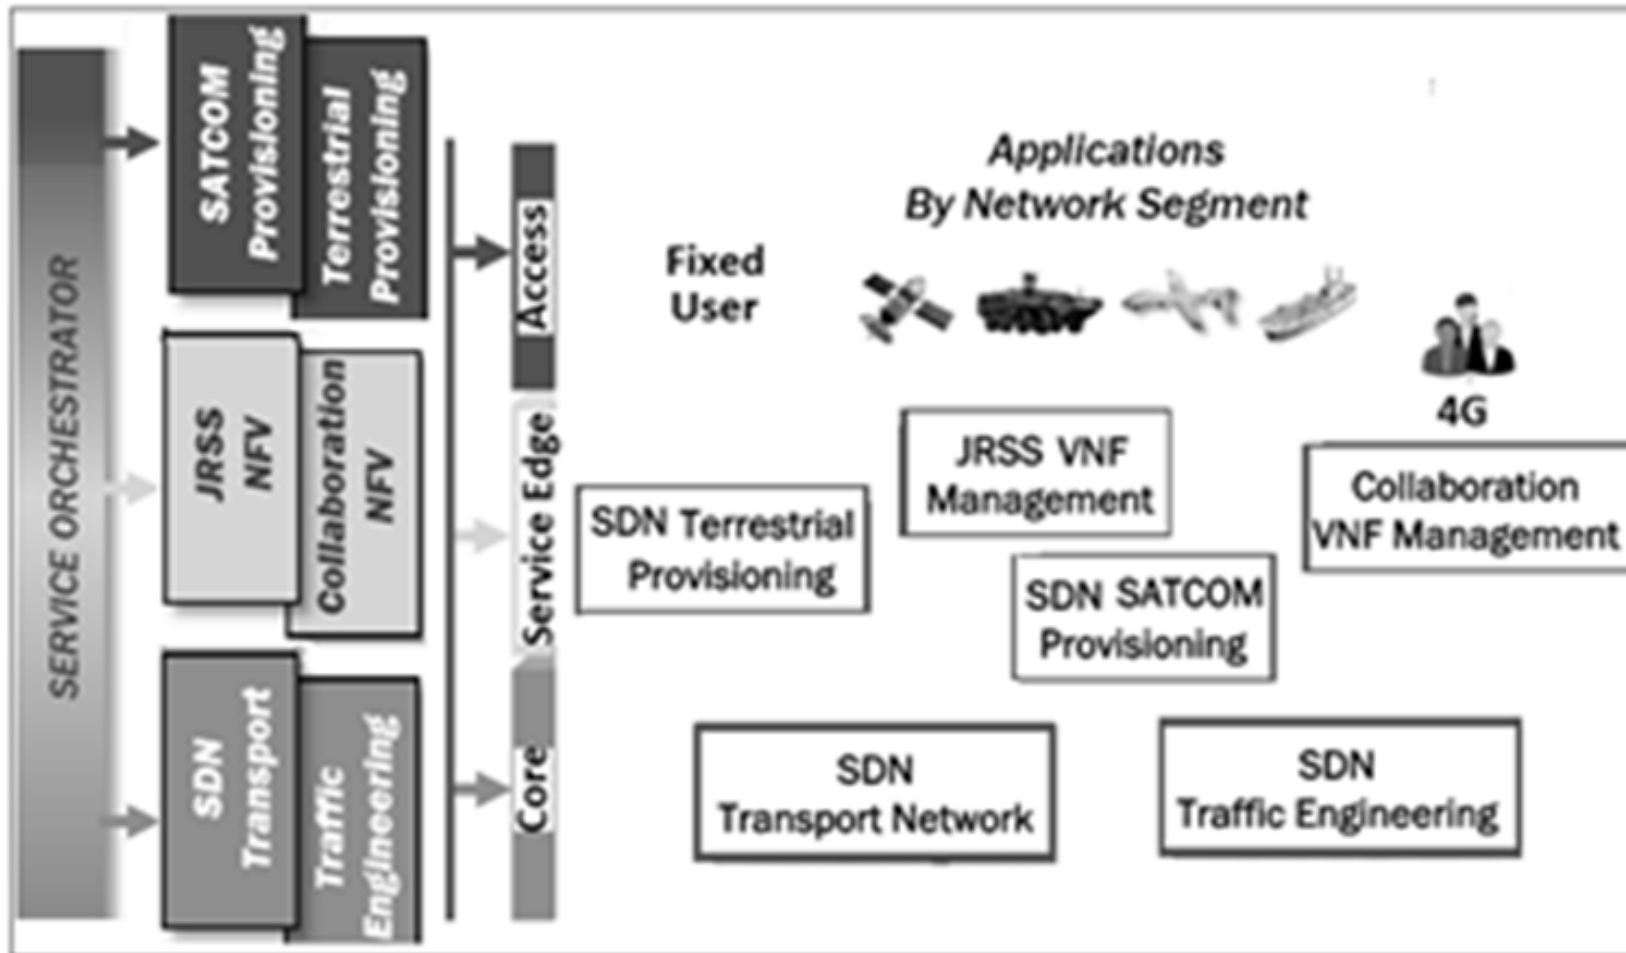 SERVICE ORCHESTRATOR
SATCOM
Provisioning
Terrestrial
Provisioning
JRSS
NFV
Collaboration
NFV
SDN
Transport
Traffic
Engineering
Access
Service Edge
Core
Applications
By Network Segment
Fixed
User
4G
JRSS VNF
Management
Collaboration
VNF Management
SDN Terrestrial
Provisioning
SDN SATCOM
Provisioning
SDN
Transport Network
SDN
Traffic Engineering